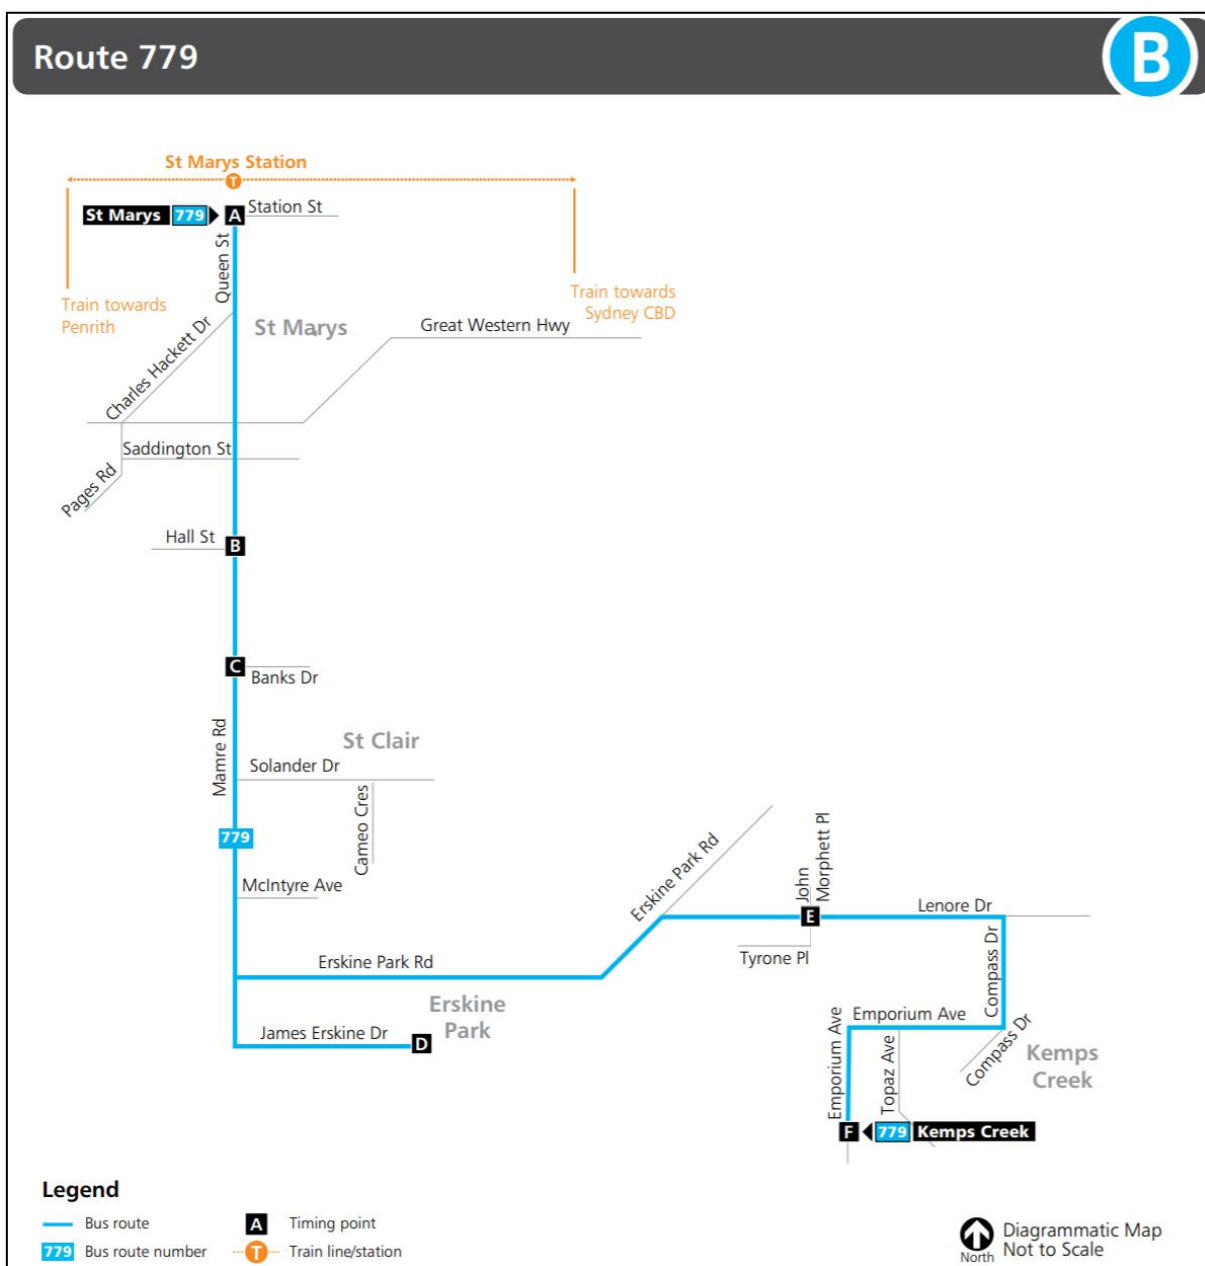 Route 779
B
St Marys Station
T
St Marys 779 A Station St
Queen St
Train towards
Penrith
Train towards
Sydney CBD
St Marys
Great Western Hwy
Charles Hackett Dr
Saddington St
Pages Rd
Hall St B
C
Banks Dr
Mamre Rd
St Clair
Solander Dr
Cameo Cres
779
McIntyre Ave
Erskine Park Rd
Erskine Park Rd
John
Morphett Pl
E
Lenore Dr
Tyrone Pl
Compass Dr
Erskine
Park
James Erskine Dr D
Emporium Ave
Emporium Ave
Topaz Ave
Compass Dr
Kemps
Creek
F 779 Kemps Creek
Legend
Bus route
A Timing point
779 Bus route number
T Train line/station
North
Diagrammatic Map
Not to Scale